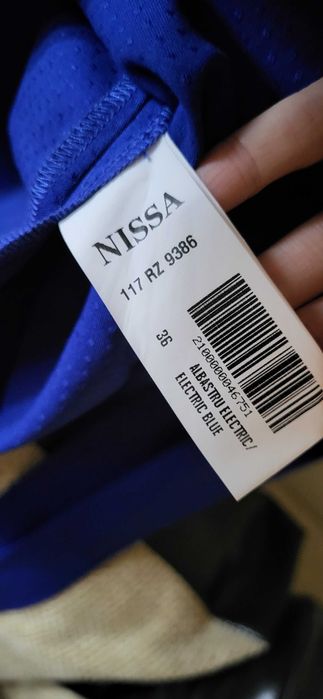 NISSA
117 RZ 9386
36
2100000046751
ALBASTRU ELECTRIC/
ELECTRIC BLUE